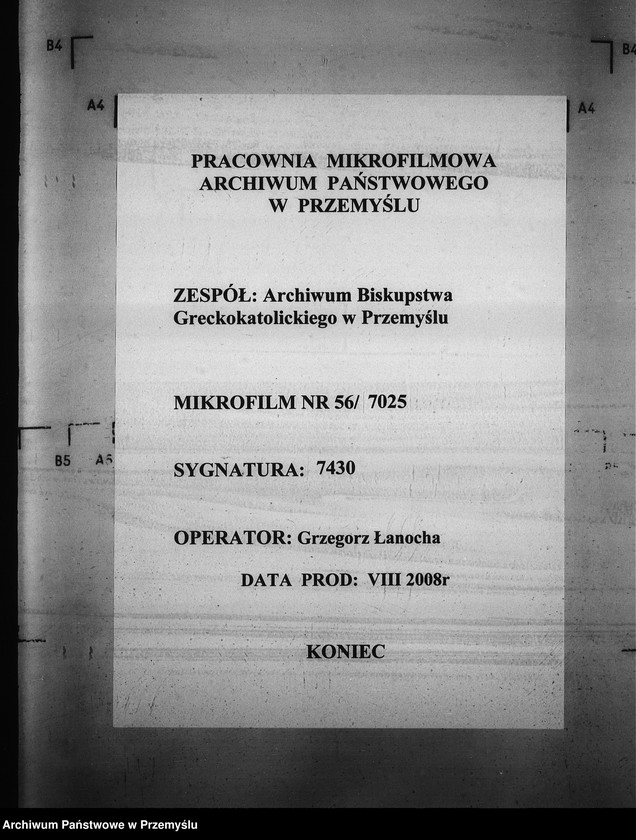 B4
B4
A4
A4
PRACOWNIA MIKROFILMOWA
ARCHIWUM PAŃSTWOWEGO
W PRZEMYŚLU
ZESPÓŁ: Archiwum Biskupstwa
Greckokatolickiego w Przemyślu
MIKROFILM NR 56/ 7025
B5 A5
SYGNATURA: 7430
OPERATOR: Grzegorz Łanocha
DATA PROD: VIII 2008r
KONIEC
Archiwum Państwowe w Przemyślu